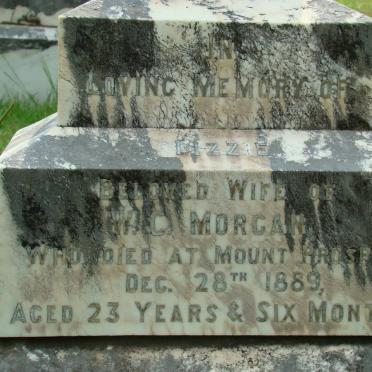 IN
LOVING MEMORY OF
LIZZIE
BELOVED WIFE OF
W. C. MORGAN
WHO DIED AT MOUNT PROSP
DEC. 28TH 1889,
AGED 23 YEARS & SIX MONT